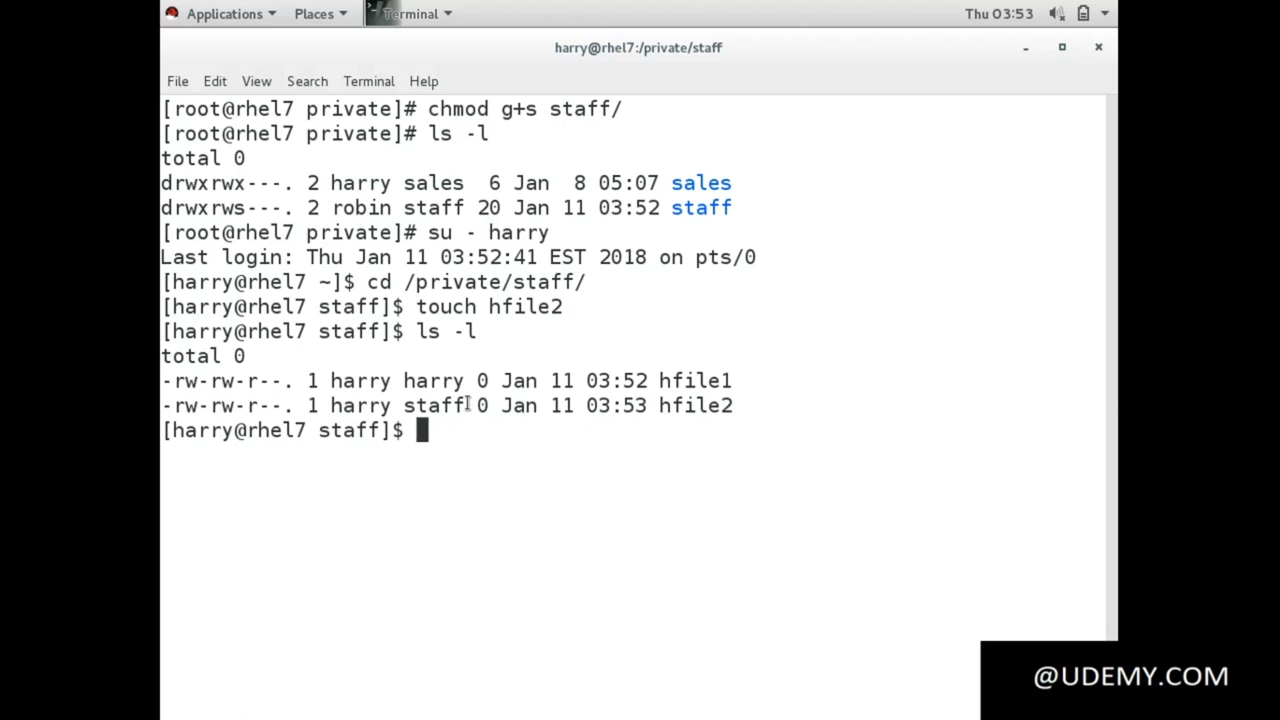 Applications Places Terminal Thu 03:53
harry@rhel7:/private/staff
File Edit View Search Terminal Help
[root@rhel7 private]# chmod g+s staff/
[root@rhel7 private]# ls -l
total 0
drwxrwx---. 2 harry sales  6 Jan  8 05:07 sales
drwxrws---. 2 robin staff 20 Jan 11 03:52 staff
[root@rhel7 private]# su - harry
Last login: Thu Jan 11 03:52:41 EST 2018 on pts/0
[harry@rhel7 ~]$ cd /private/staff/
[harry@rhel7 staff]$ touch hfile2
[harry@rhel7 staff]$ ls -l
total 0
-rw-rw-r--. 1 harry harry 0 Jan 11 03:52 hfile1
-rw-rw-r--. 1 harry staff 0 Jan 11 03:53 hfile2
[harry@rhel7 staff]$
@UDEMY.COM